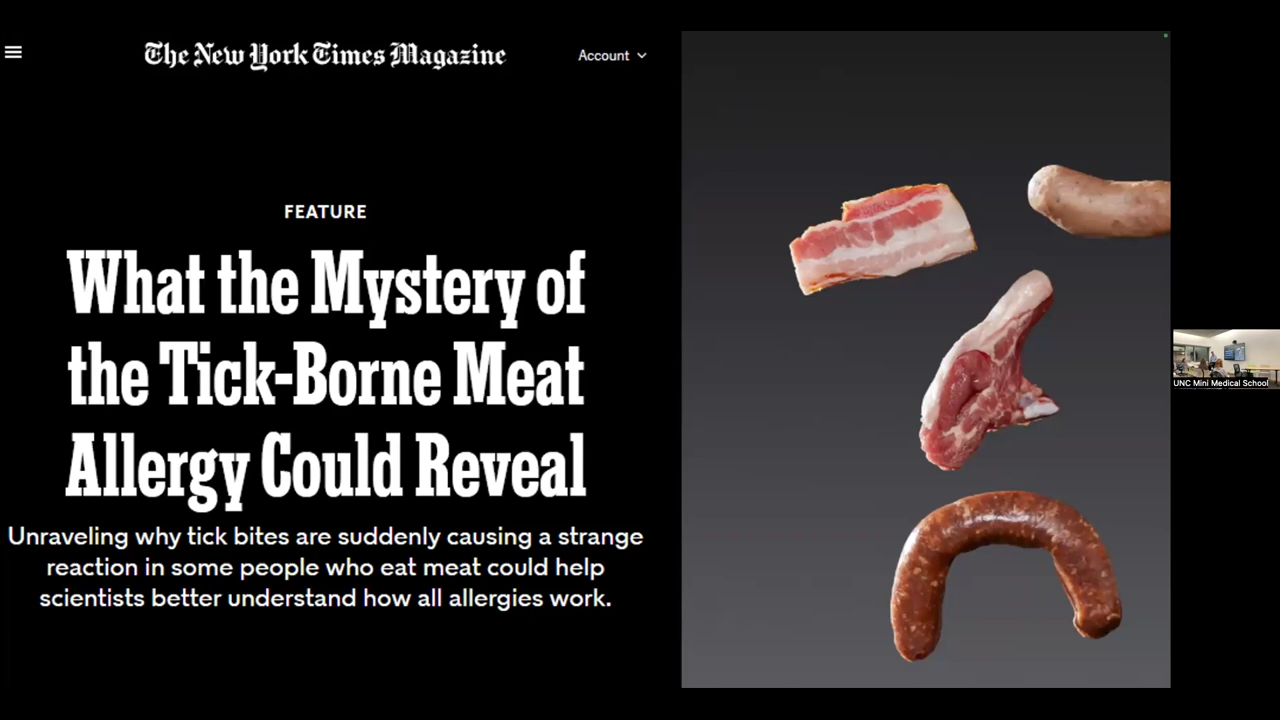 The New York Times Magazine
Account
FEATURE
What the Mystery of
the Tick-Borne Meat
Allergy Could Reveal
Unraveling why tick bites are suddenly causing a strange
reaction in some people who eat meat could help
scientists better understand how all allergies work.
UNC Mini Medical School